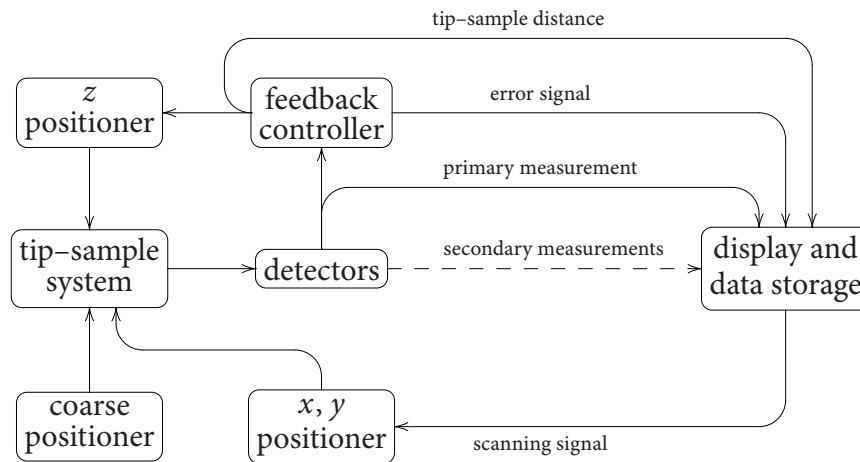 tip–sample distance
z
positioner
feedback
controller
error signal
primary measurement
tip–sample
system
detectors
secondary measurements
display and
data storage
coarse
positioner
x, y
positioner
scanning signal